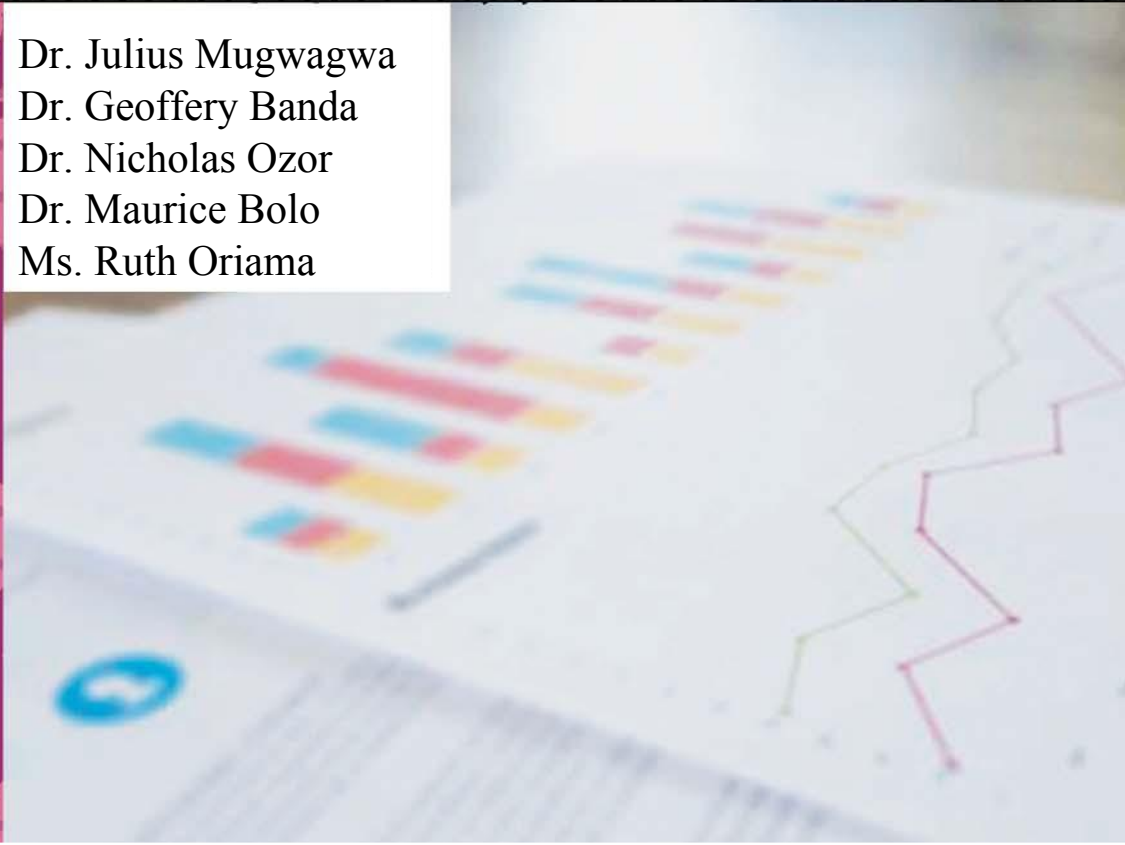 Dr. Julius Mugwagwa
Dr. Geoffery Banda
Dr. Nicholas Ozor
Dr. Maurice Bolo
Ms. Ruth Oriama